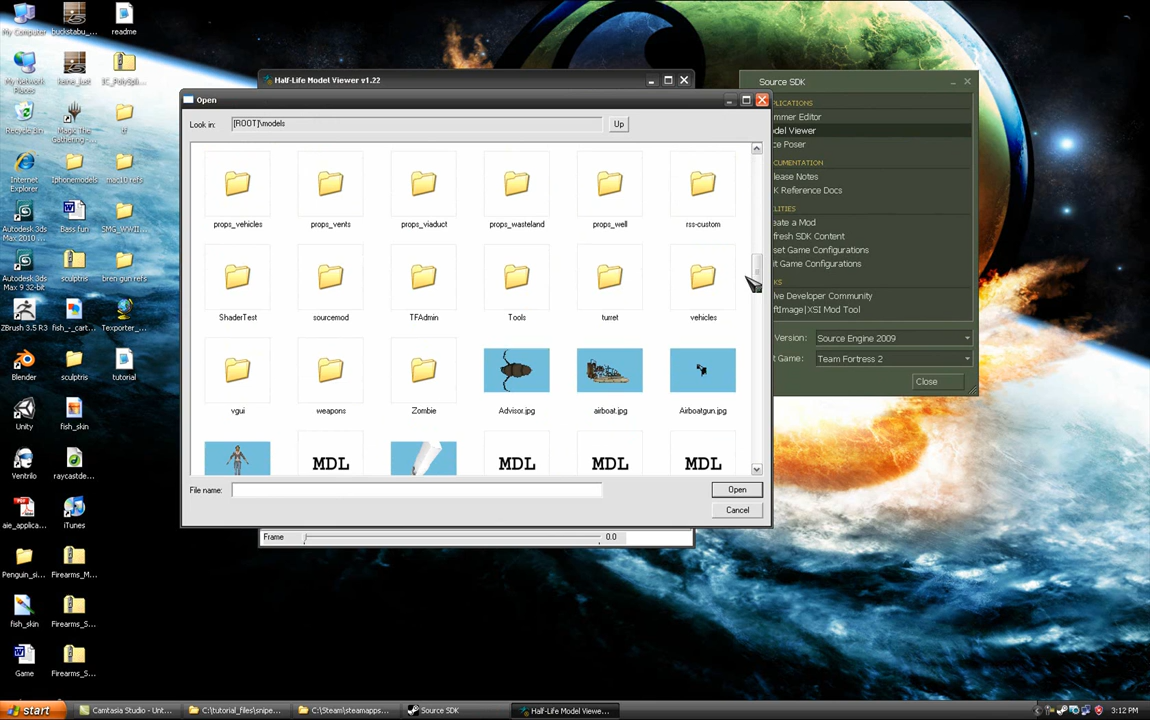 My Computer
buckstabu_...
readme
My Network
Places
heine_lust
IC_PolySpli...
Recycle Bin
Magic The
Gathering -...
tf
Internet
Explorer
Iphonemodels
mac10 refs
Autodesk 3ds
Max 2010 ...
Bass fun
SMG_WWII...
Autodesk 3ds
Max 9 32-bit
sculptris
bren gun refs
ZBrush 3.5 R3
fish_-_cart...
Texporter_...
Blender
sculptris
tutorial
Unity
fish_skin
Ventrilo
raycastde...
aie_applica...
iTunes
Penguin_si...
Firearms_M...
fish_skin
Firearms_S...
Game
Firearms_S...
Half-Life Model Viewer v1.22
Open
Look in:
[ROOT]\models
Up
props_vehicles
props_vents
props_viaduct
props_wasteland
props_well
rss-custom
ShaderTest
sourcemod
TFAdmin
Tools
turret
vehicles
vgui
weapons
Zombie
Advisor.jpg
airboat.jpg
Airboatgun.jpg
MDL
MDL
MDL
MDL
File name:
Open
Cancel
Frame
0.0
Source SDK
PLICATIONS
mmer Editor
del Viewer
ce Poser
CUMENTATION
lease Notes
K Reference Docs
ILITIES
eate a Mod
fresh SDK Content
set Game Configurations
it Game Configurations
KS
lve Developer Community
ftImage|XSI Mod Tool
Version:
Source Engine 2009
t Game:
Team Fortress 2
Close
start
Camtasia Studio - Unt...
C:\tutorial_files\snipe...
C:\Steam\steamapps...
Source SDK
Half-Life Model Viewe...
3:12 PM